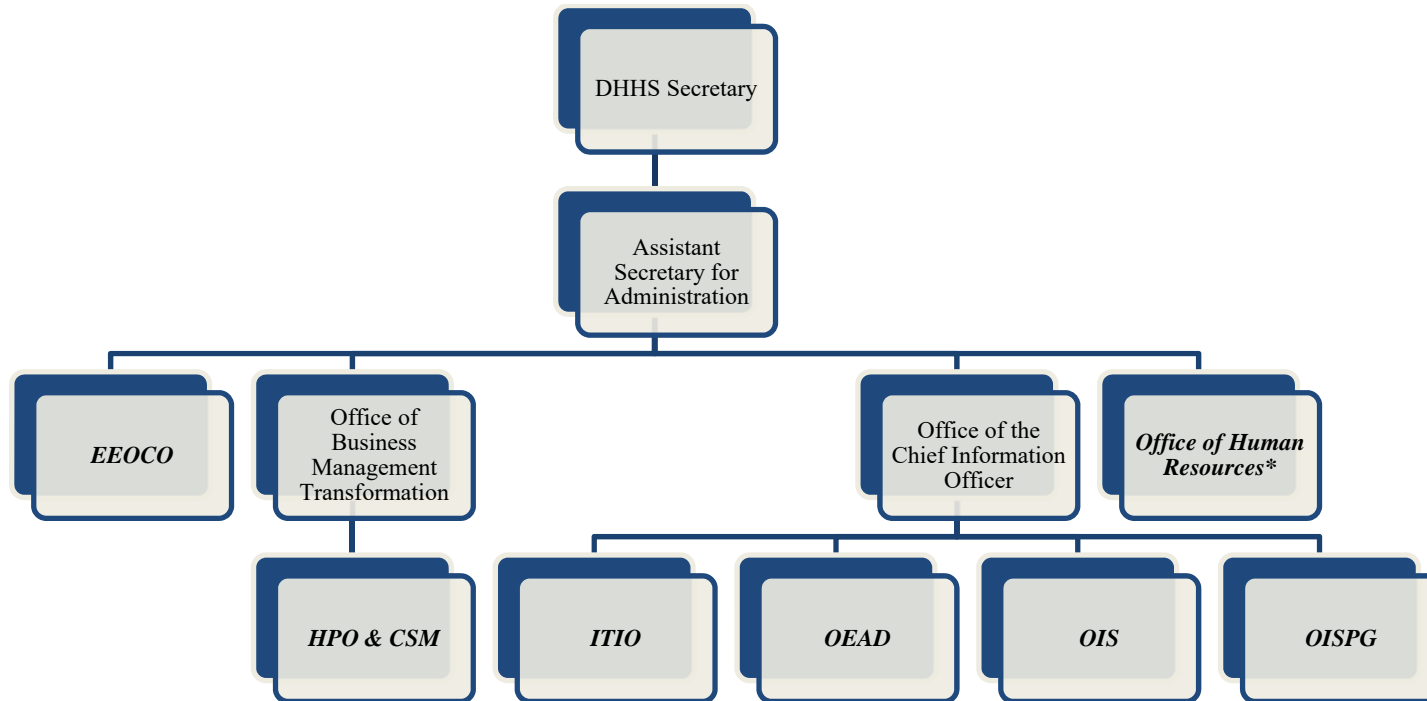 DHHS Secretary
Assistant
Secretary for
Administration
EEOCO
Office of
Business
Management
Transformation
Office of the
Chief Information
Officer
Office of Human
Resources*
HPO & CSM
ITIO
OEAD
OIS
OISPG